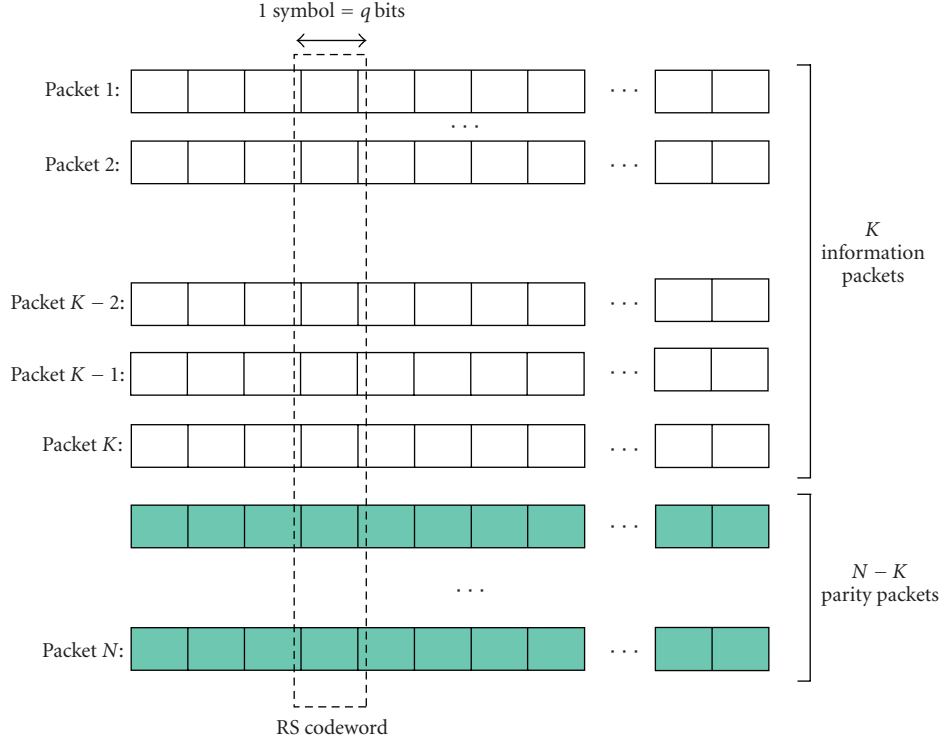 1 symbol = q bits
Packet 1:
. . .
. . .
Packet 2:
. . .
K
information
packets
Packet K − 2:
. . .
Packet K − 1:
. . .
Packet K:
. . .
. . .
N − K
parity packets
. . .
Packet N:
. . .
RS codeword